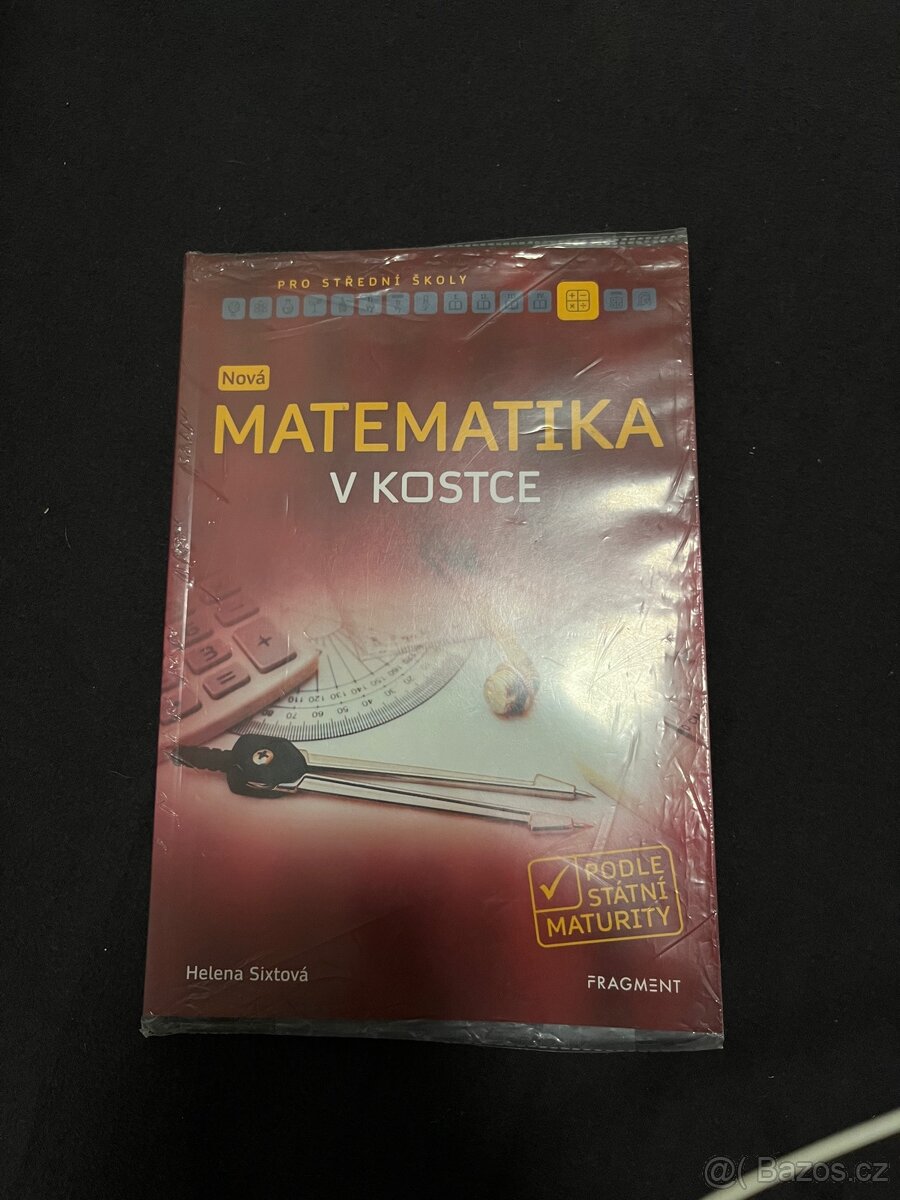 PRO STŘEDNÍ ŠKOLY
Nová
MATEMATIKA
V KOSTCE
PODLE
STÁTNÍ
MATURITY
Helena Sixtová
FRAGMENT
@( Bazos.cz